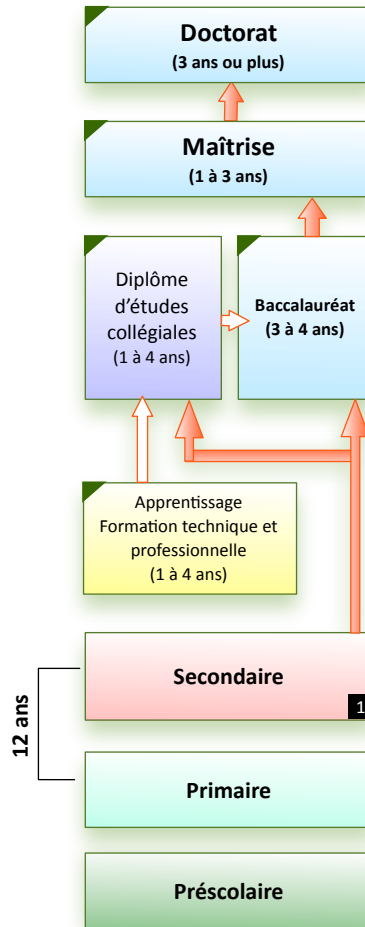 Doctorat
(3 ans ou plus)
Maîtrise
(1 à 3 ans)
Diplôme
d’études
collégiales
(1 à 4 ans)
Baccalauréat
(3 à 4 ans)
Apprentissage
Formation technique et
professionnelle
(1 à 4 ans)
Secondaire
1
12 ans
Primaire
Préscolaire